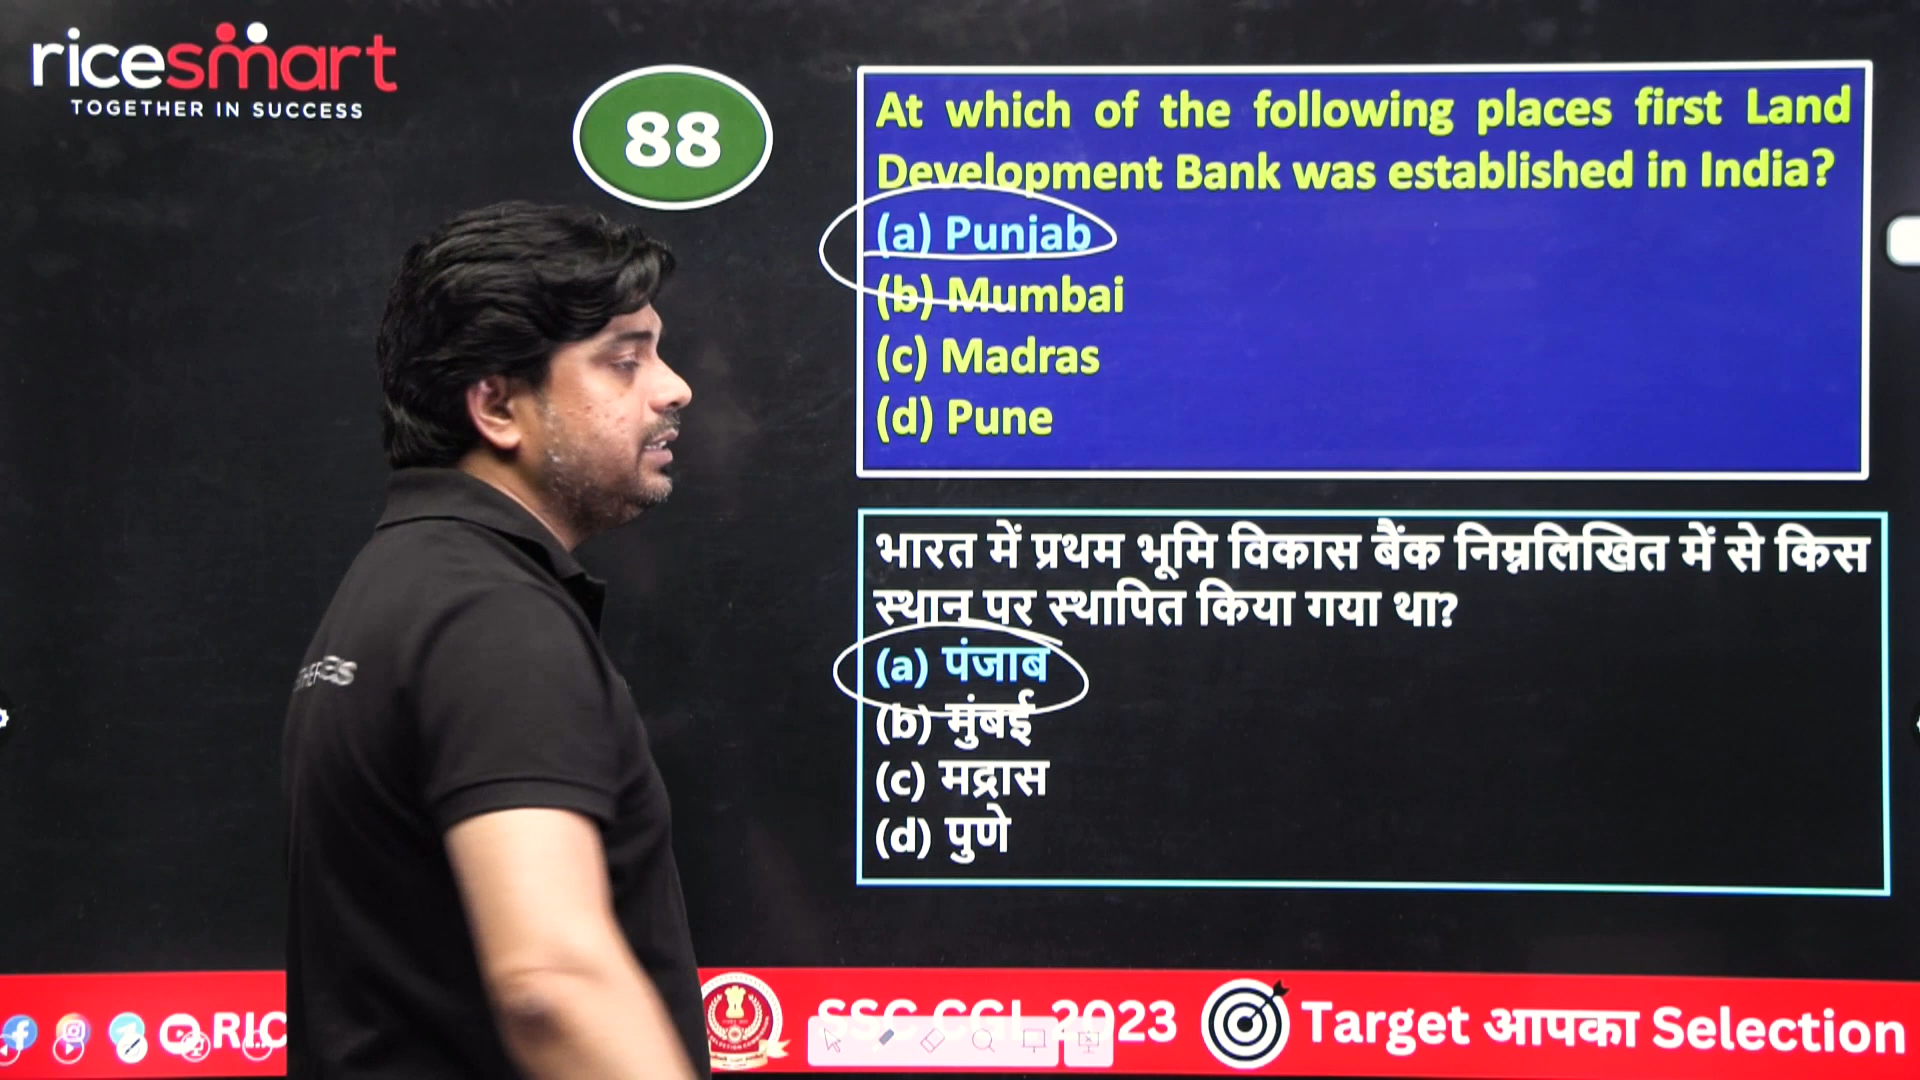 ricesmart
TOGETHER IN SUCCESS
88
At which of the following places first Land
Development Bank was established in India?
(a) Punjab
(b) Mumbai
(c) Madras
(d) Pune
भारत में प्रथम भूमि विकास बैंक निम्नलिखित में से किस
स्थान पर स्थापित किया गया था?
(a) पंजाब
(b) मुंबई
(c) मद्रास
(d) पुणे
RIC
SSC CGL 2023
Target आपका Selection